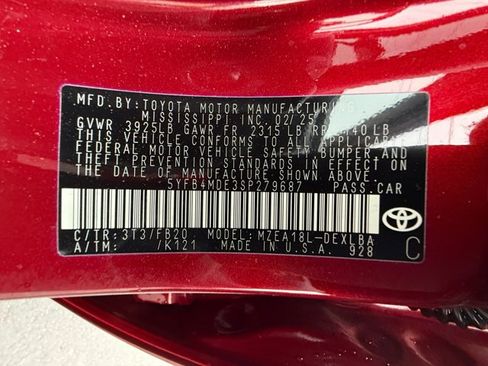 MFD. BY: TOYOTA MOTOR MANUFACTURING
MISSISSIPPI INC. 02/25
GVWR 3925LB GAWR FR 2315 LB RR
THIS VEHICLE CONFORMS TO ALL APPLICABLE
FEDERAL MOTOR VEHICLE SAFETY, BUMPER AND
THEFT PREVENTION STANDARDS IN EFFECT ON
THE DATE OF MANUFACTURE SHOWN ABOVE.
5YFB4MDE3SP279687 PASS.CAR
C/TR: 3T3/FB20 MODEL: MZEA18L-DEXLBA
A/TM: /K121 MADE IN U.S.A. 928
TOYOTA
C